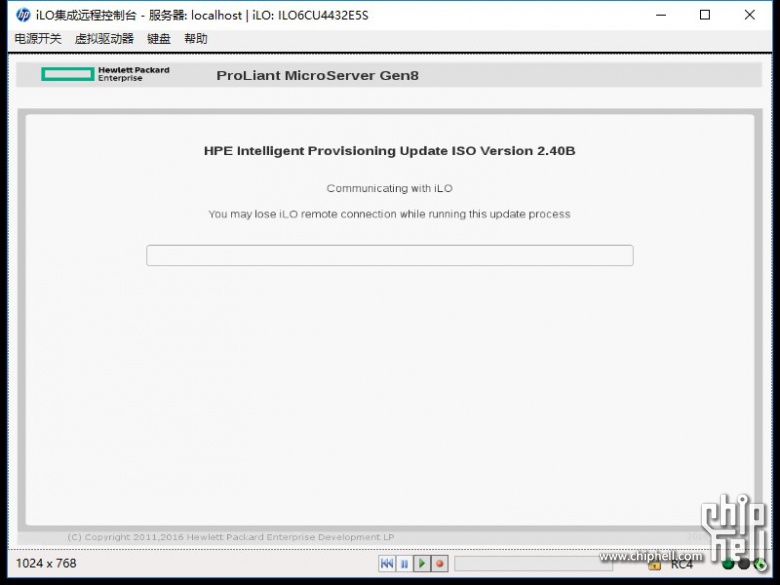 iLO集成远程控制台 - 服务器: localhost | iLO: ILO6CU4432E5S
电源开关 虚拟驱动器 键盘 帮助
Hewlett Packard
Enterprise
ProLiant MicroServer Gen8
HPE Intelligent Provisioning Update ISO Version 2.40B
Communicating with iLO
You may lose iLO remote connection while running this update process
(C) Copyright 2011,2016 Hewlett Packard Enterprise Development LP
chip
hell
www.chiphell.com
1024 x 768
RC4